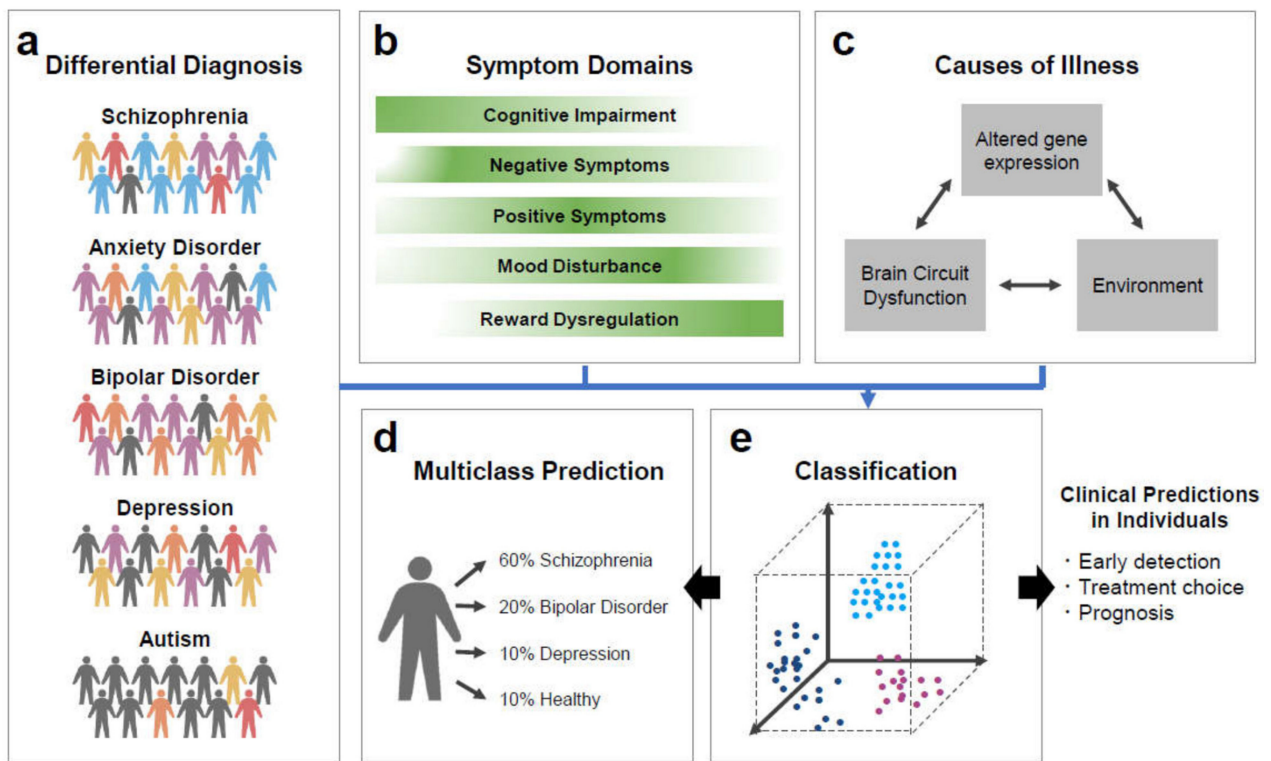 a
Differential Diagnosis
Schizophrenia
Anxiety Disorder
Bipolar Disorder
Depression
Autism
b
Symptom Domains
Cognitive Impairment
Negative Symptoms
Positive Symptoms
Mood Disturbance
Reward Dysregulation
c
Causes of Illness
Altered gene
expression
Brain Circuit
Dysfunction
Environment
d
Multiclass Prediction
60% Schizophrenia
20% Bipolar Disorder
10% Depression
10% Healthy
e
Classification
Clinical Predictions
in Individuals
· Early detection
· Treatment choice
· Prognosis